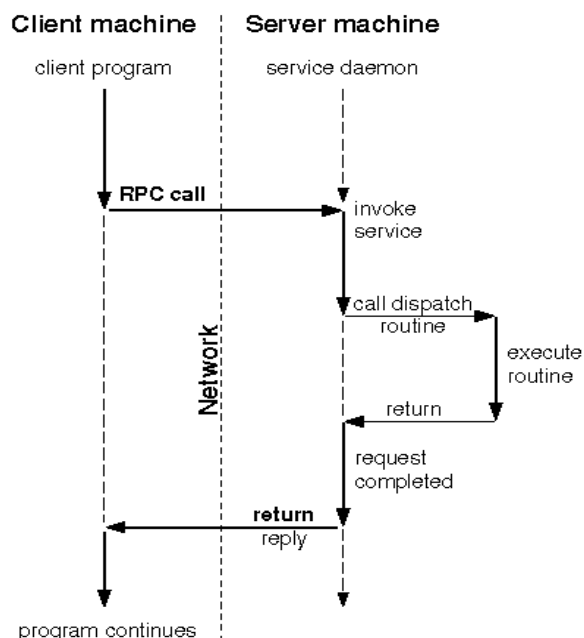 Client machine
Server machine
client program
service daemon
RPC call
invoke
service
call dispatch
routine
execute
routine
Network
return
request
completed
return
reply
program continues